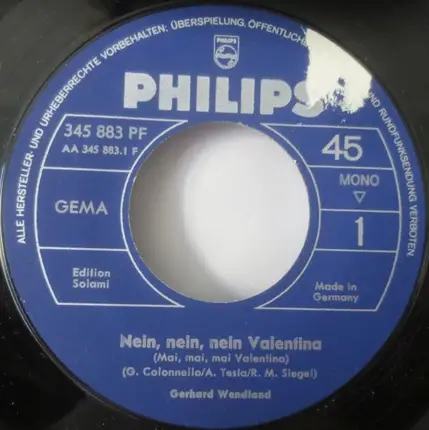 ALLE HERSTELLER- UND URHEBERRECHTE VORBEHALTEN: ÜBERSPIELUNG, ÖFFENTLICHE UND RUNDFUNKSENDUNG VERBOTEN
PHILIPS
PHILIPS
345 883 PF
AA 345 883.1 F
45
MONO
GEMA
1
Edition
Solami
Made in
Germany
Nein, nein, nein Valentina
(Mai, mai, mai Valentina)
(G. Colonnello/A. Testa/R. M. Siegel)
Gerhard Wendland